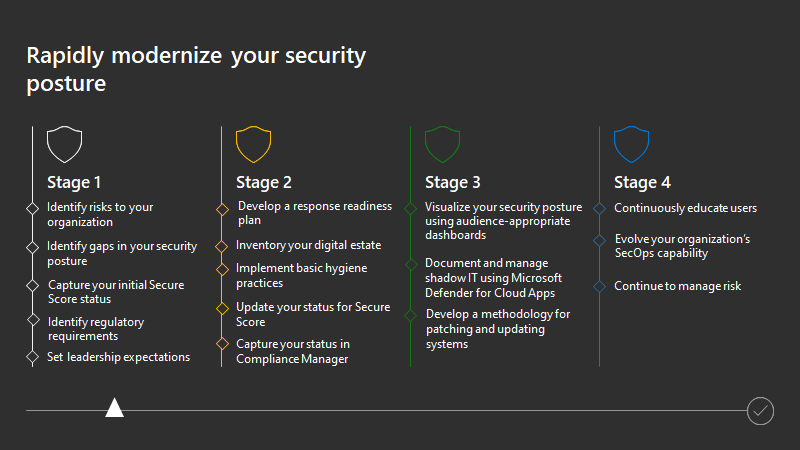 Rapidly modernize your security
posture
Stage 1
Identify risks to your
organization
Identify gaps in your security
posture
Capture your initial Secure
Score status
Identify regulatory
requirements
Set leadership expectations
Stage 2
Develop a response readiness
plan
Inventory your digital estate
Implement basic hygiene
practices
Update your status for Secure
Score
Capture your status in
Compliance Manager
Stage 3
Visualize your security posture
using audience-appropriate
dashboards
Document and manage
shadow IT using Microsoft
Defender for Cloud Apps
Develop a methodology for
patching and updating
systems
Stage 4
Continuously educate users
Evolve your organization’s
SecOps capability
Continue to manage risk